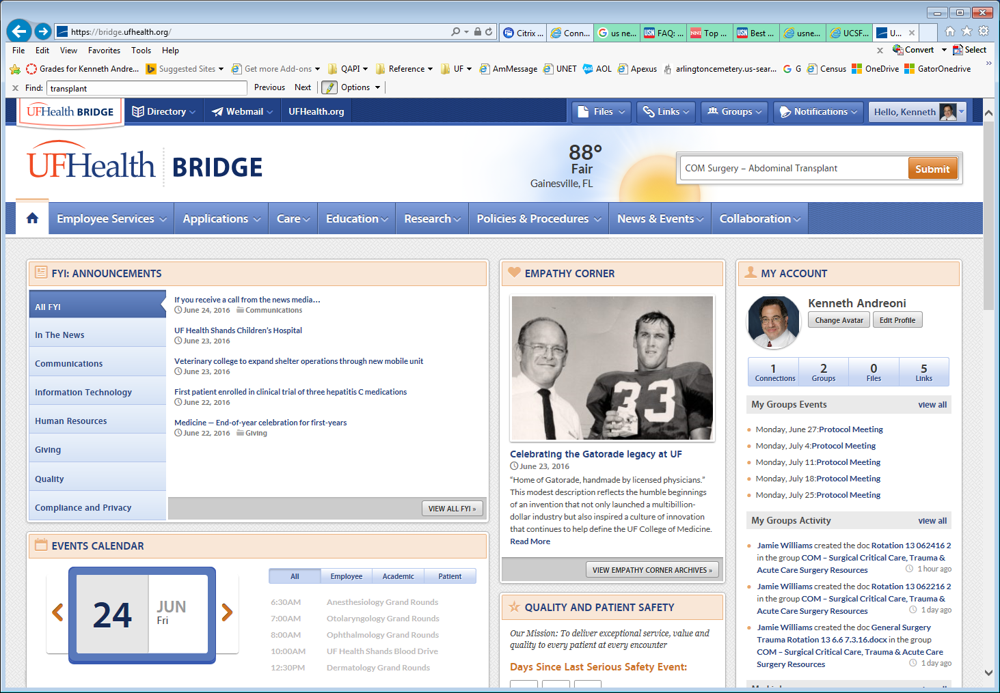 https://bridge.ufhealth.org/
Citrix ...
Conn...
us ne...
FAQ: ...
Top ...
Best ...
usne...
UCSF...
U...
File Edit View Favorites Tools Help
Convert Select
Grades for Kenneth Andre... Suggested Sites Get more Add-ons QAPI Reference UF AmMessage UNET AOL Apexus arlingtoncemetery.us-sear... G Census OneDrive GatorOnedrive
Find: transplant Previous Next Options
UFHealth BRIDGE Directory Webmail UFHealth.org Files Links Groups Notifications Hello, Kenneth
UFHealth BRIDGE
88°
Fair
Gainesville, FL
COM Surgery – Abdominal Transplant Submit
Employee Services Applications Care Education Research Policies & Procedures News & Events Collaboration
FYI: ANNOUNCEMENTS
All FYI
In The News
Communications
Information Technology
Human Resources
Giving
Quality
Compliance and Privacy
If you receive a call from the news media...
June 24, 2016 Communications
UF Health Shands Children's Hospital
June 23, 2016
Veterinary college to expand shelter operations through new mobile unit
June 23, 2016
First patient enrolled in clinical trial of three hepatitis C medications
June 22, 2016
Medicine — End-of-year celebration for first-years
June 22, 2016 Giving
VIEW ALL FYI »
EVENTS CALENDAR
24
JUN
Fri
All Employee Academic Patient
6:30AM Anesthesiology Grand Rounds
7:00AM Otolaryngology Grand Rounds
8:00AM Ophthalmology Grand Rounds
10:00AM UF Health Shands Blood Drive
12:30PM Dermatology Grand Rounds
EMPATHY CORNER
33
Celebrating the Gatorade legacy at UF
June 23, 2016
“Home of Gatorade, handmade by licensed physicians.”
This modest description reflects the humble beginnings
of an invention that not only launched a multibillion-
dollar industry but also inspired a culture of innovation
that continues to help define the UF College of Medicine.
Read More
VIEW EMPATHY CORNER ARCHIVES »
QUALITY AND PATIENT SAFETY
Our Mission: To deliver exceptional service, value and
quality to every patient at every encounter
Days Since Last Serious Safety Event:
MY ACCOUNT
Kenneth Andreoni
Change Avatar Edit Profile
1 2 0 5
Connections Groups Files Links
My Groups Events view all
Monday, June 27:Protocol Meeting
Monday, July 4:Protocol Meeting
Monday, July 11:Protocol Meeting
Monday, July 18:Protocol Meeting
Monday, July 25:Protocol Meeting
My Groups Activity view all
Jamie Williams created the doc Rotation 13 062416 2
in the group COM – Surgical Critical Care, Trauma &
Acute Care Surgery Resources 1 hour ago
Jamie Williams created the doc Rotation 13 062216 2
in the group COM – Surgical Critical Care, Trauma &
Acute Care Surgery Resources 1 day ago
Jamie Williams created the doc General Surgery
Trauma Rotation 13 6.6 7.3.16.docx in the group
COM – Surgical Critical Care, Trauma & Acute Care
Surgery Resources 1 day ago